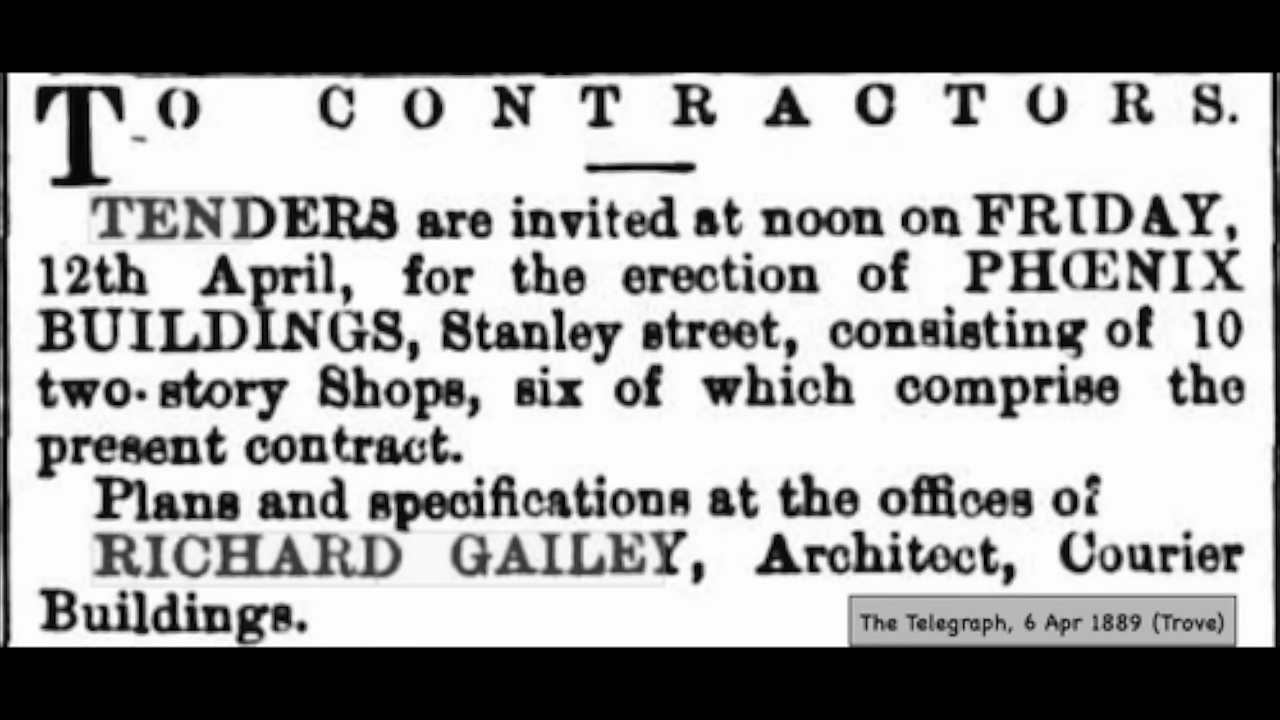 TO CONTRACTORS.
TENDERS are invited at noon on FRIDAY,
12th April, for the erection of PHŒNIX
BUILDINGS, Stanley street, consisting of 10
two-story Shops, six of which comprise the
present contract.
Plans and specifications at the offices of
RICHARD GAILEY, Architect, Courier
Buildings.
The Telegraph, 6 Apr 1889 (Trove)